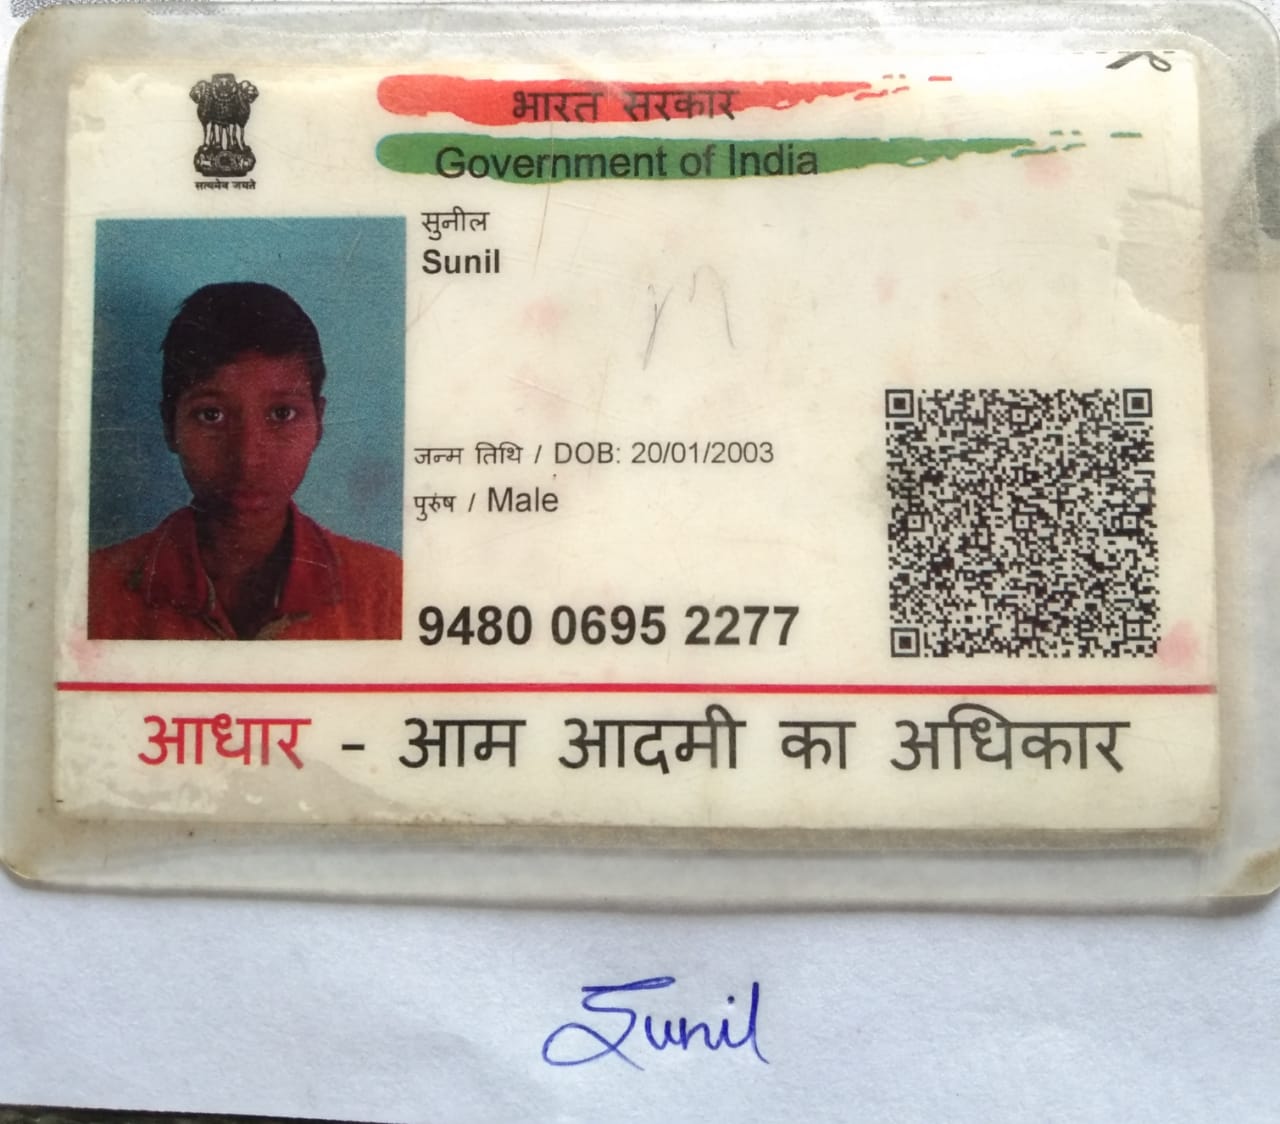 भारत सरकार
Government of India
सत्यमेव जयते
सुनील
Sunil
जन्म तिथि / DOB: 20/01/2003
पुरुष / Male
9480 0695 2277
आधार - आम आदमी का अधिकार
Sunil